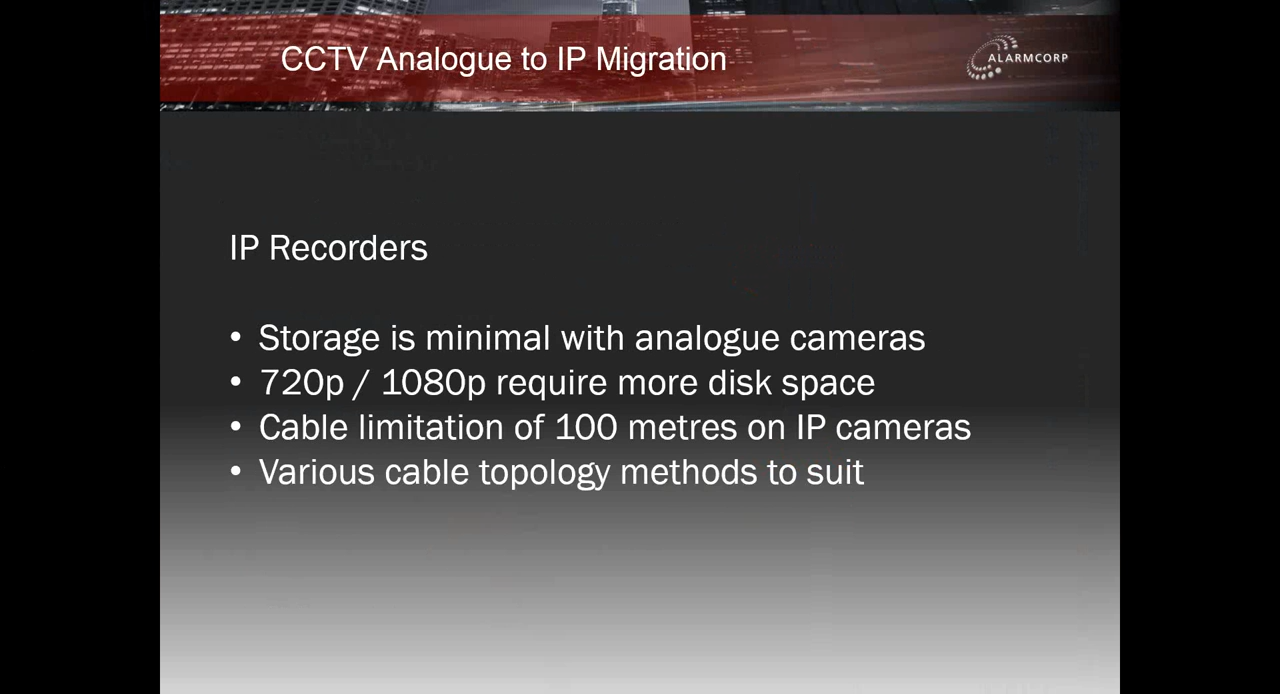 CCTV Analogue to IP Migration
ALARMCORP
IP Recorders
• Storage is minimal with analogue cameras
• 720p / 1080p require more disk space
• Cable limitation of 100 metres on IP cameras
• Various cable topology methods to suit